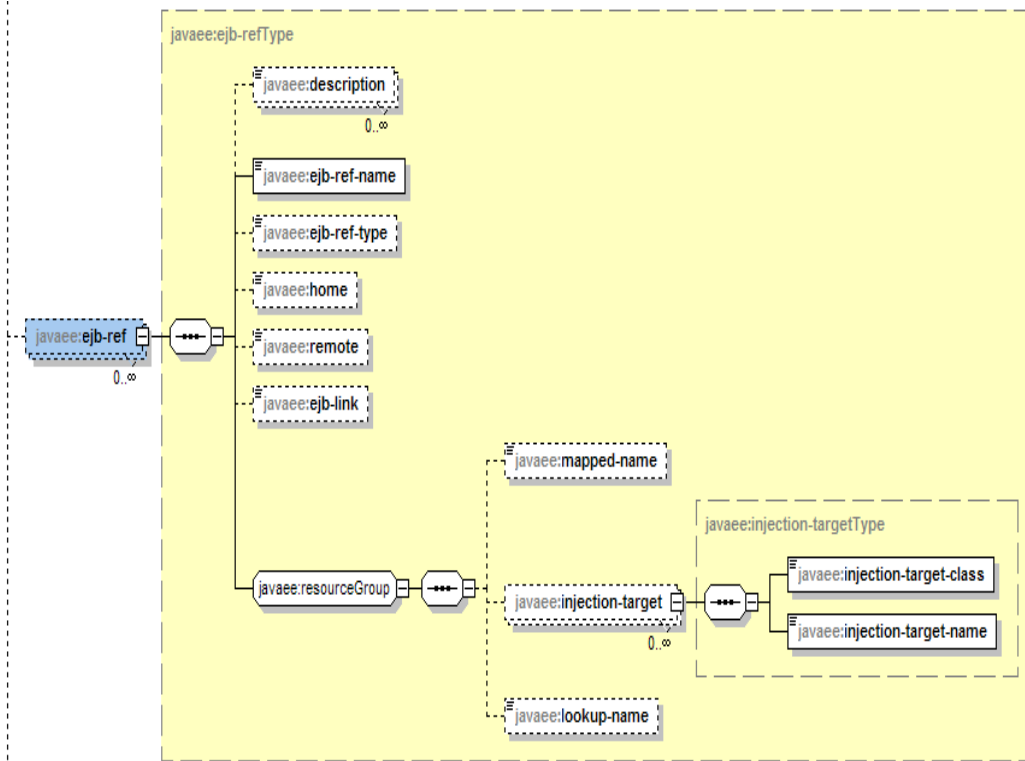 javaee:ejb-refType
javaee:description
0..∞
javaee:ejb-ref-name
javaee:ejb-ref-type
javaee:home
javaee:ejb-ref
0..∞
javaee:remote
javaee:ejb-link
javaee:mapped-name
javaee:injection-targetType
javaee:resourceGroup
javaee:injection-target
0..∞
javaee:injection-target-class
javaee:injection-target-name
javaee:lookup-name